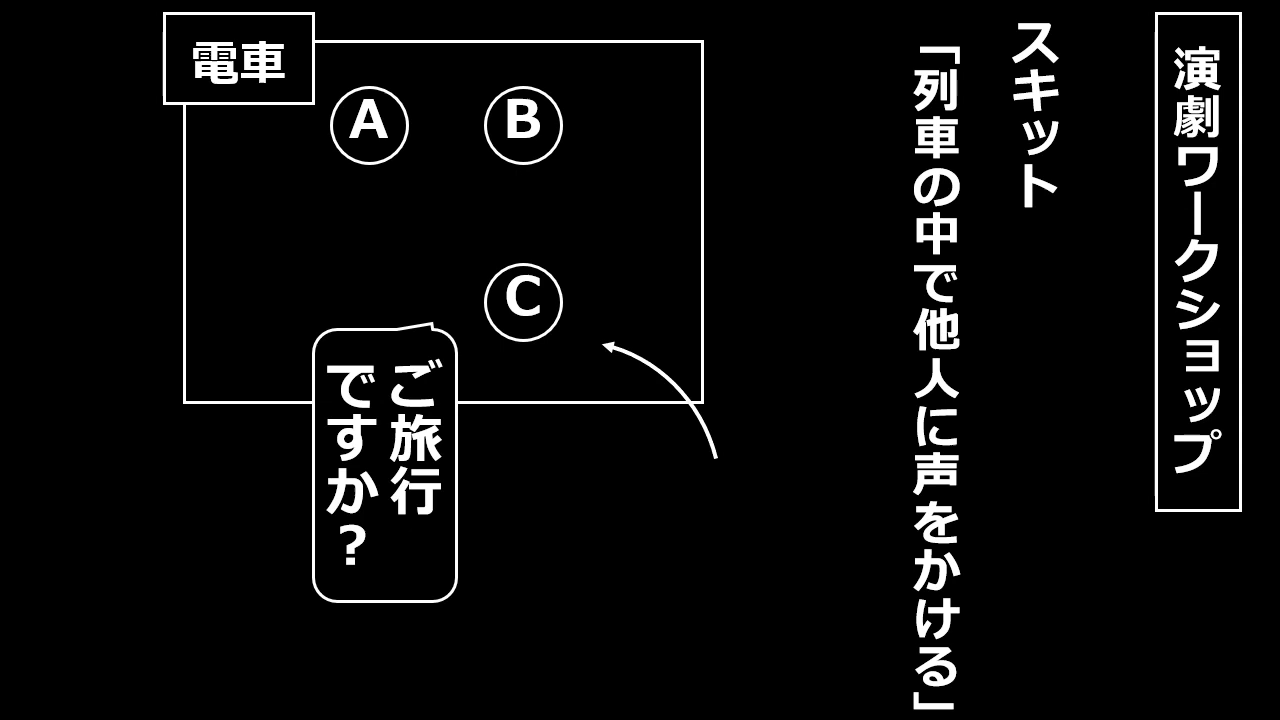 演劇ワークショップ
スキット
「列車の中で他人に声をかける」
電車
A
B
C
ご旅行
ですか？